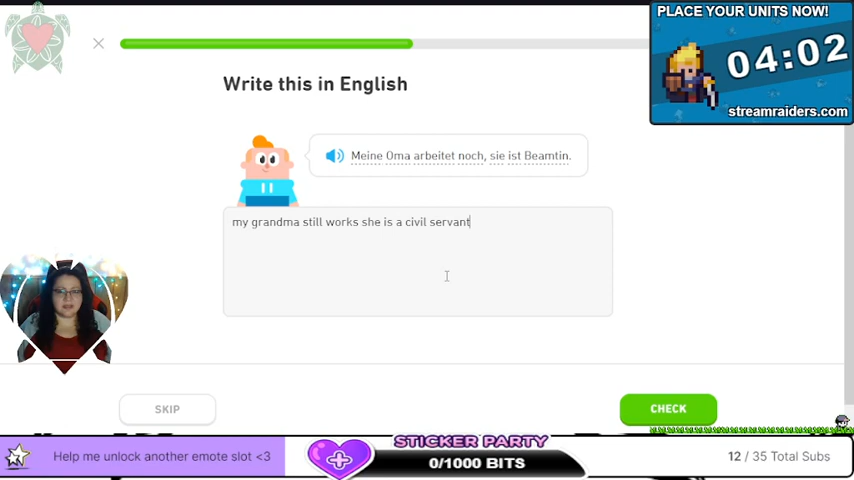 PLACE YOUR UNITS NOW!
04:02
streamraiders.com
Write this in English
Meine Oma arbeitet noch, sie ist Beamtin.
my grandma still works she is a civil servant
SKIP
CHECK
Help me unlock another emote slot <3
STICKER PARTY
0/1000 BITS
12 / 35 Total Subs